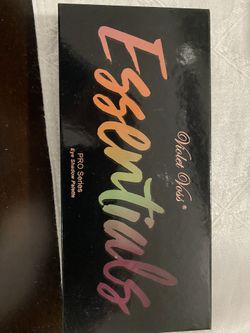 Violet Voss ®
Essentials
PRO Series
Eye Shadow Palette